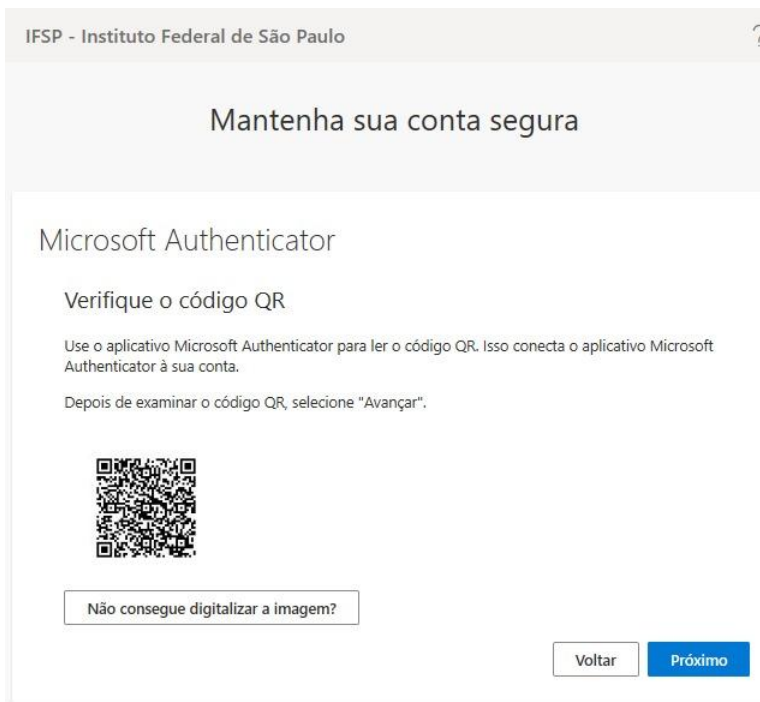 IFSP - Instituto Federal de São Paulo
?
Mantenha sua conta segura
Microsoft Authenticator
Verifique o código QR
Use o aplicativo Microsoft Authenticator para ler o código QR. Isso conecta o aplicativo Microsoft
Authenticator à sua conta.
Depois de examinar o código QR, selecione "Avançar".
Não consegue digitalizar a imagem?
Voltar
Próximo